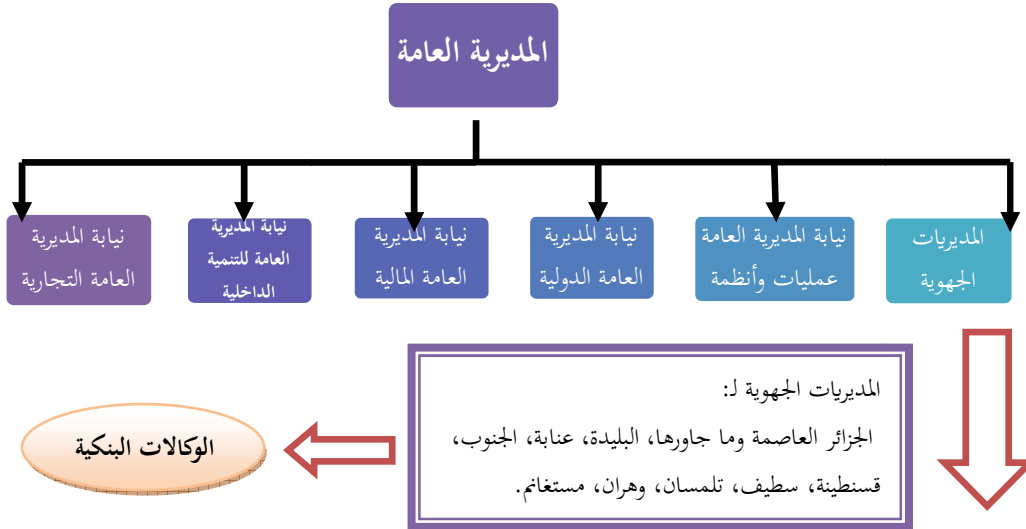 المديرية العامة
المديريات
الجهوية
نيابة المديرية العامة
عمليات وأنظمة
نيابة المديرية
العامة الدولية
نيابة المديرية
العامة المالية
نيابة المديرية
العامة للتنمية
الداخلية
نيابة المديرية
العامة التجارية
المديريات الجهوية لـ:
الجزائر العاصمة وما جاورها، البليدة، عنابة، الجنوب،
قسنطينة، سطيف، تلمسان، وهران، مستغانم.
الوكالات البنكية